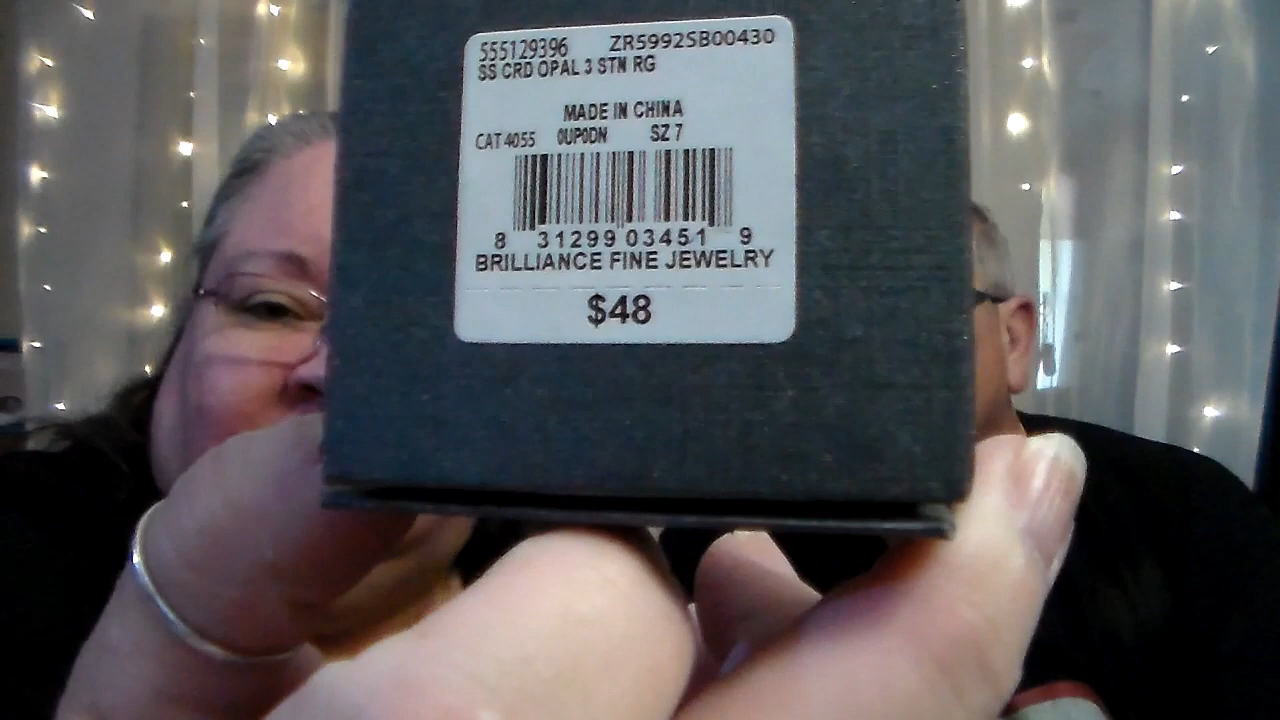 555129396 ZR5992SB00430
SS CRD OPAL 3 STN RG
MADE IN CHINA
CAT 4055 0UP0DN SZ 7
8 31299 03451 9
BRILLIANCE FINE JEWELRY
$48